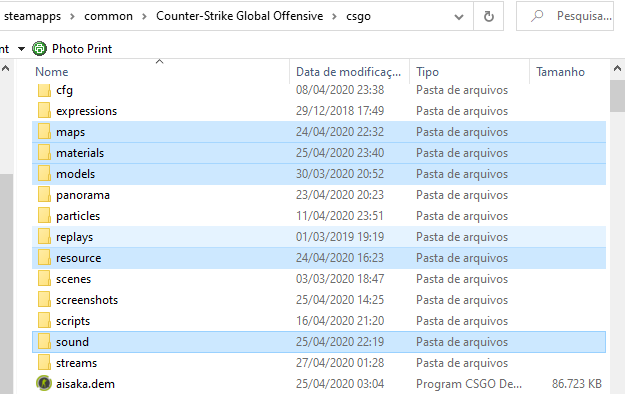 steamapps > common > Counter-Strike Global Offensive > csgo Pesquisa...
nt Photo Print
Nome Data de modificaç... Tipo Tamanho
cfg 08/04/2020 23:38 Pasta de arquivos
expressions 29/12/2018 17:49 Pasta de arquivos
maps 24/04/2020 22:32 Pasta de arquivos
materials 25/04/2020 23:40 Pasta de arquivos
models 30/03/2020 20:52 Pasta de arquivos
panorama 23/04/2020 20:23 Pasta de arquivos
particles 11/04/2020 23:51 Pasta de arquivos
replays 01/03/2019 19:19 Pasta de arquivos
resource 24/04/2020 16:23 Pasta de arquivos
scenes 03/03/2020 18:47 Pasta de arquivos
screenshots 25/04/2020 14:25 Pasta de arquivos
scripts 16/04/2020 21:20 Pasta de arquivos
sound 25/04/2020 22:19 Pasta de arquivos
streams 27/04/2020 01:28 Pasta de arquivos
aisaka.dem 25/04/2020 03:04 Program CSGO De... 86.723 KB